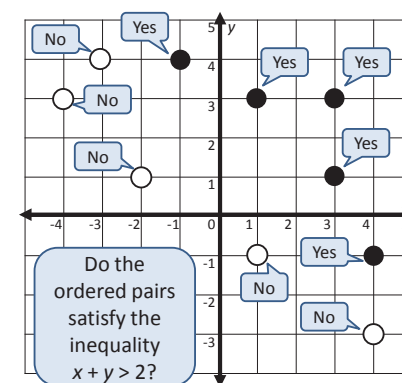 5 y
No
Yes
4
Yes
Yes
No
3
2
No
Yes
1
-4 -3 -2 -1 0 1 2 3 4
-1
Yes
No
-2
No
-3
Do the
ordered pairs
satisfy the
inequality
x + y > 2?